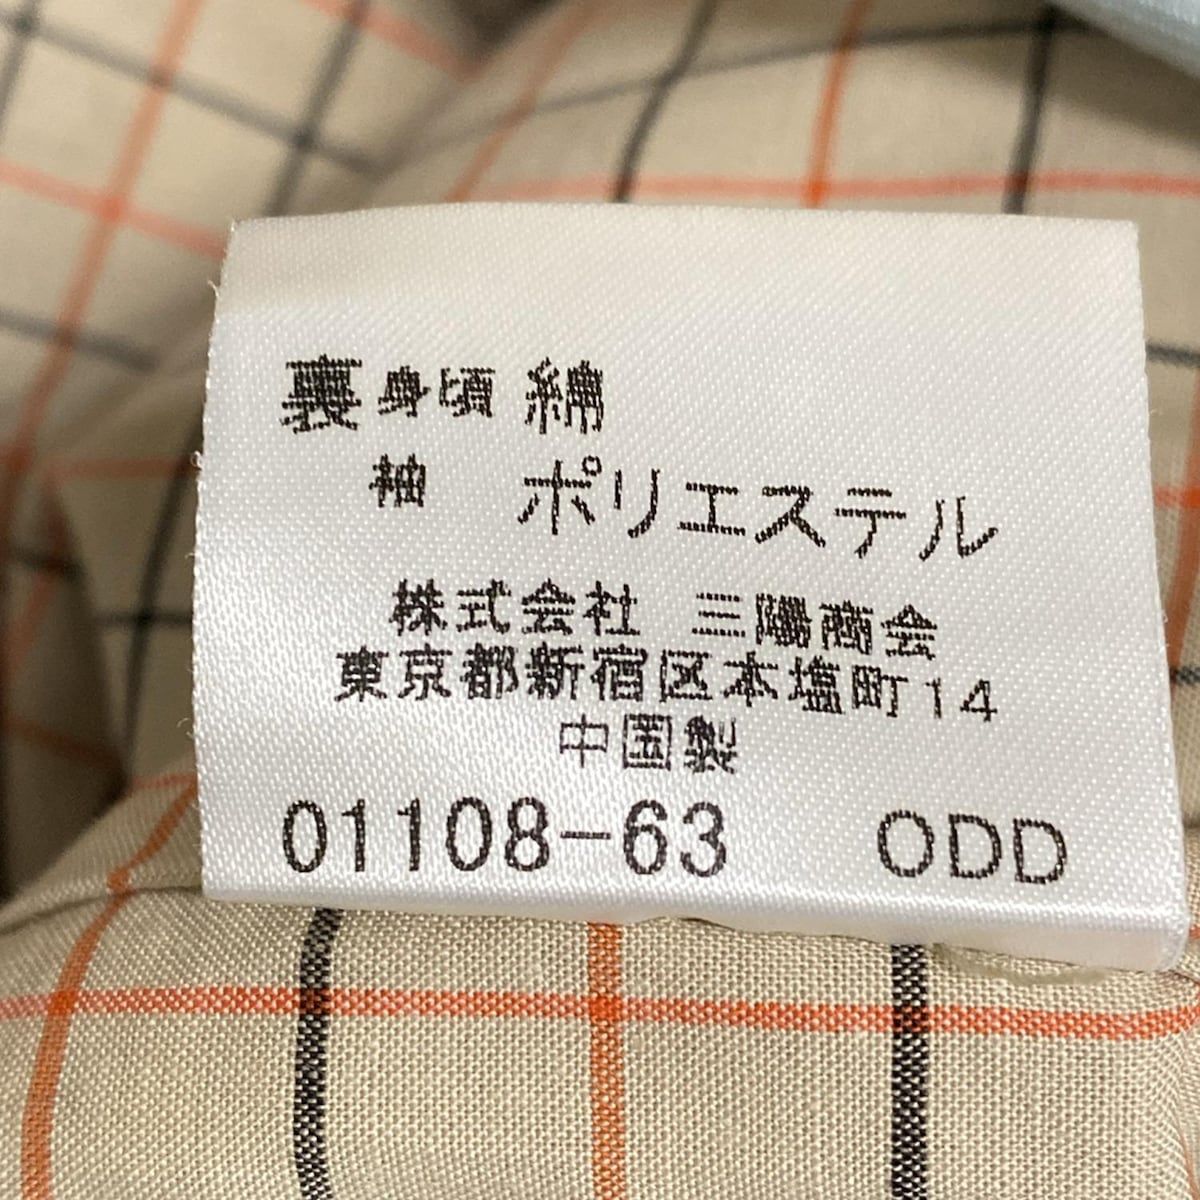 裏身頃 綿
袖 ポリエステル
株式会社 三陽商会
東京都新宿区本塩町14
中国製
01108-63 ODD